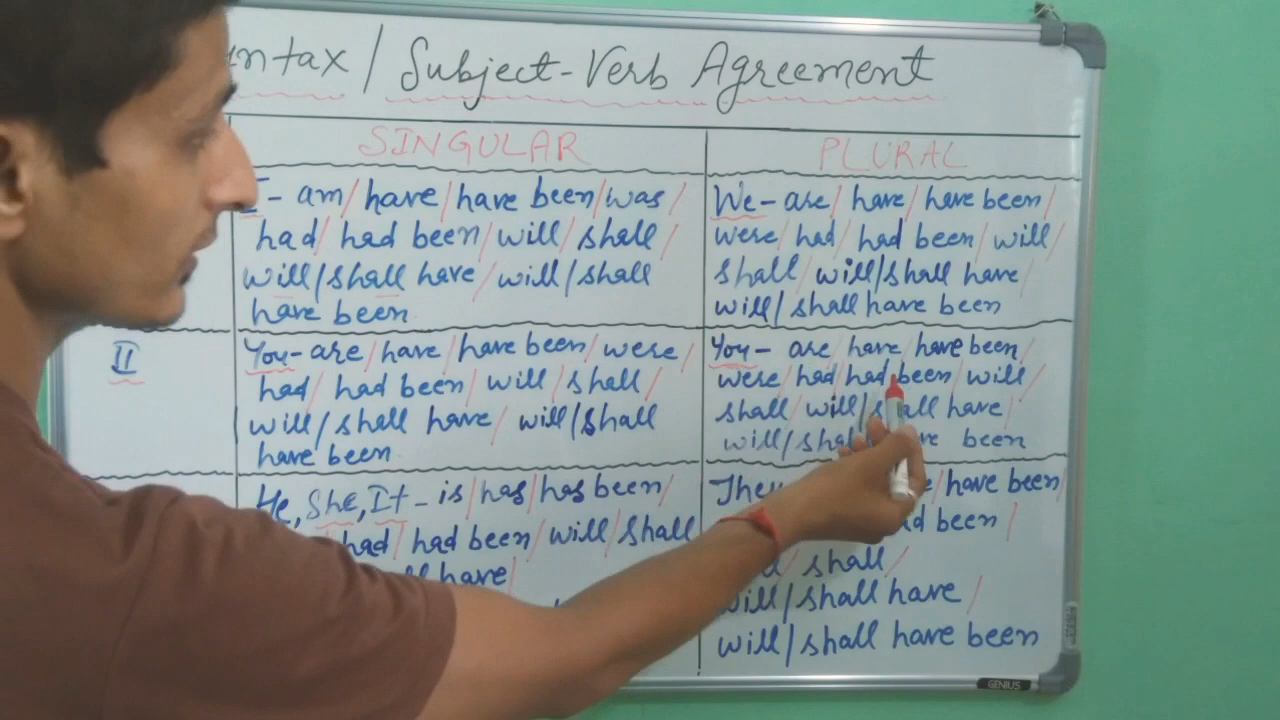 / Subject-Verb Agreement
SINGULAR
PLURAL
I - am/have/have been/was/
had/had been/will/shall/
will/shall have/will/shall
have been
We - are/have/have been/
were/had/had been/will/
shall/will/shall have/
will/shall have been
II
You - are/have/have been/were/
had/had been/will/shall/
will/shall have/will/shall
have been
You - are/have/have been/
were/had/had been/will/
shall/will/shall have/
will/ been
He, She, It - is/has/has been/
had/had been/will/shall
have/
They /have been/
been/
shall/
will/shall have/
will/shall have been
GENIUS